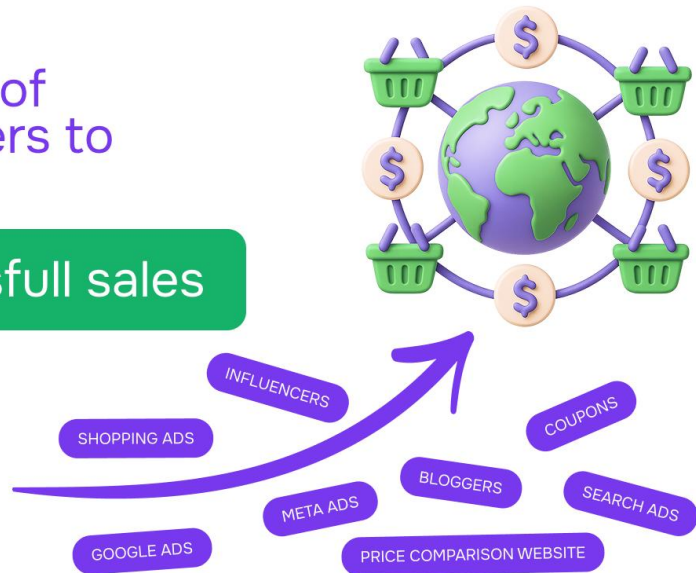 of
ers to
sfull sales
INFLUENCERS
SHOPPING ADS
COUPONS
BLOGGERS
SEARCH ADS
META ADS
GOOGLE ADS
PRICE COMPARISON WEBSITE
$
$
$
$